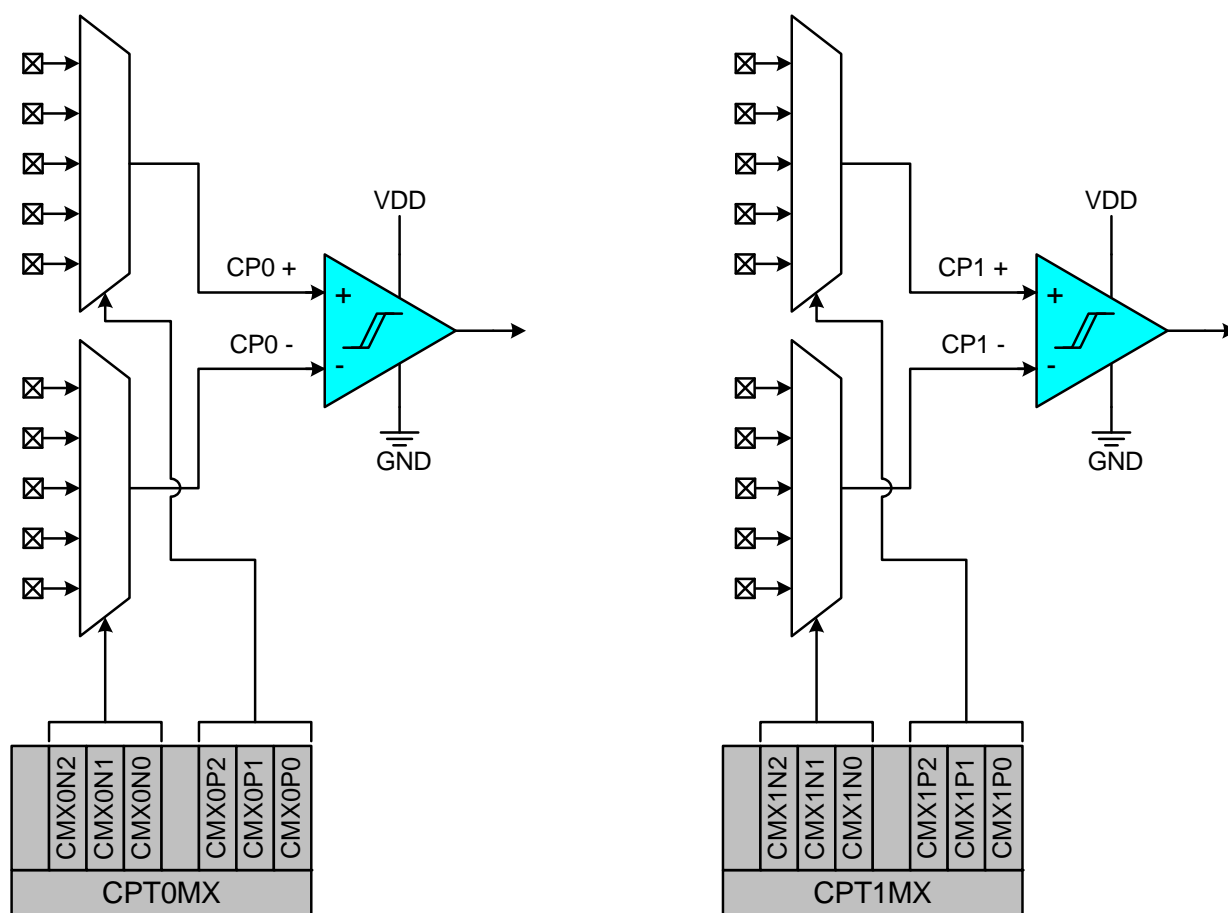 VDD
CP0 +
+
CP0 -
-
GND
CMX0N2
CMX0N1
CMX0N0
CMX0P2
CMX0P1
CMX0P0
CPT0MX
VDD
CP1 +
+
CP1 -
-
GND
CMX1N2
CMX1N1
CMX1N0
CMX1P2
CMX1P1
CMX1P0
CPT1MX